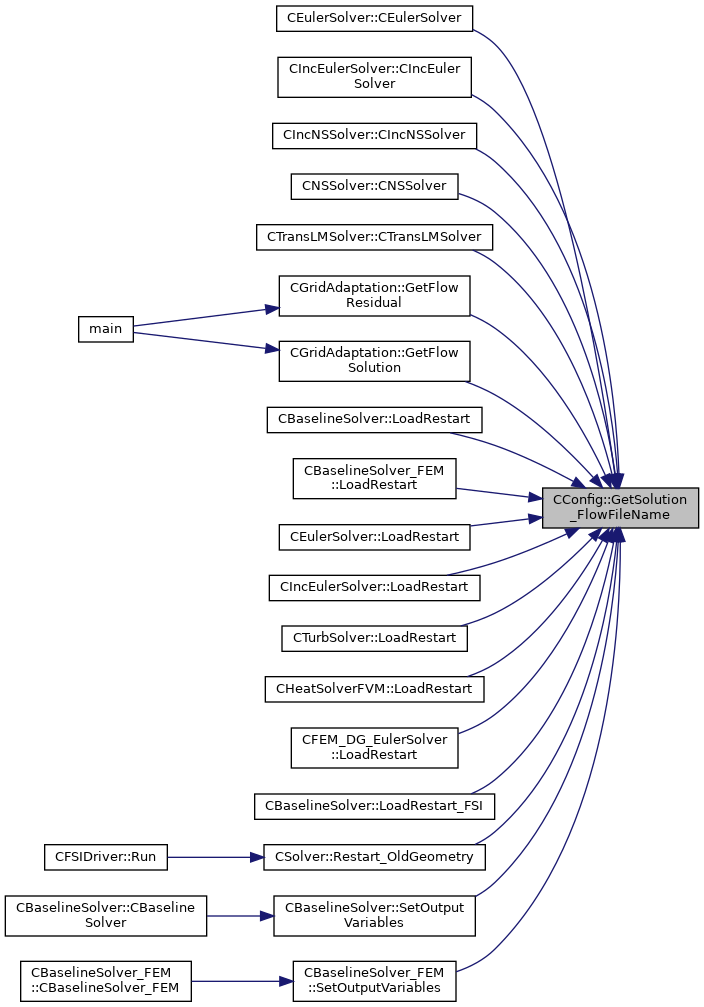 CEulerSolver::CEulerSolver
CIncEulerSolver::CIncEuler
Solver
CIncNSSolver::CIncNSSolver
CNSSolver::CNSSolver
CTransLMSolver::CTransLMSolver
CGridAdaptation::GetFlow
Residual
main
CGridAdaptation::GetFlow
Solution
CBaselineSolver::LoadRestart
CBaselineSolver_FEM
::LoadRestart
CConfig::GetSolution
_FlowFileName
CEulerSolver::LoadRestart
CIncEulerSolver::LoadRestart
CTurbSolver::LoadRestart
CHeatSolverFVM::LoadRestart
CFEM_DG_EulerSolver
::LoadRestart
CBaselineSolver::LoadRestart_FSI
CFSIDriver::Run
CSolver::Restart_OldGeometry
CBaselineSolver::CBaseline
Solver
CBaselineSolver::SetOutput
Variables
CBaselineSolver_FEM
::CBaselineSolver_FEM
CBaselineSolver_FEM
::SetOutputVariables